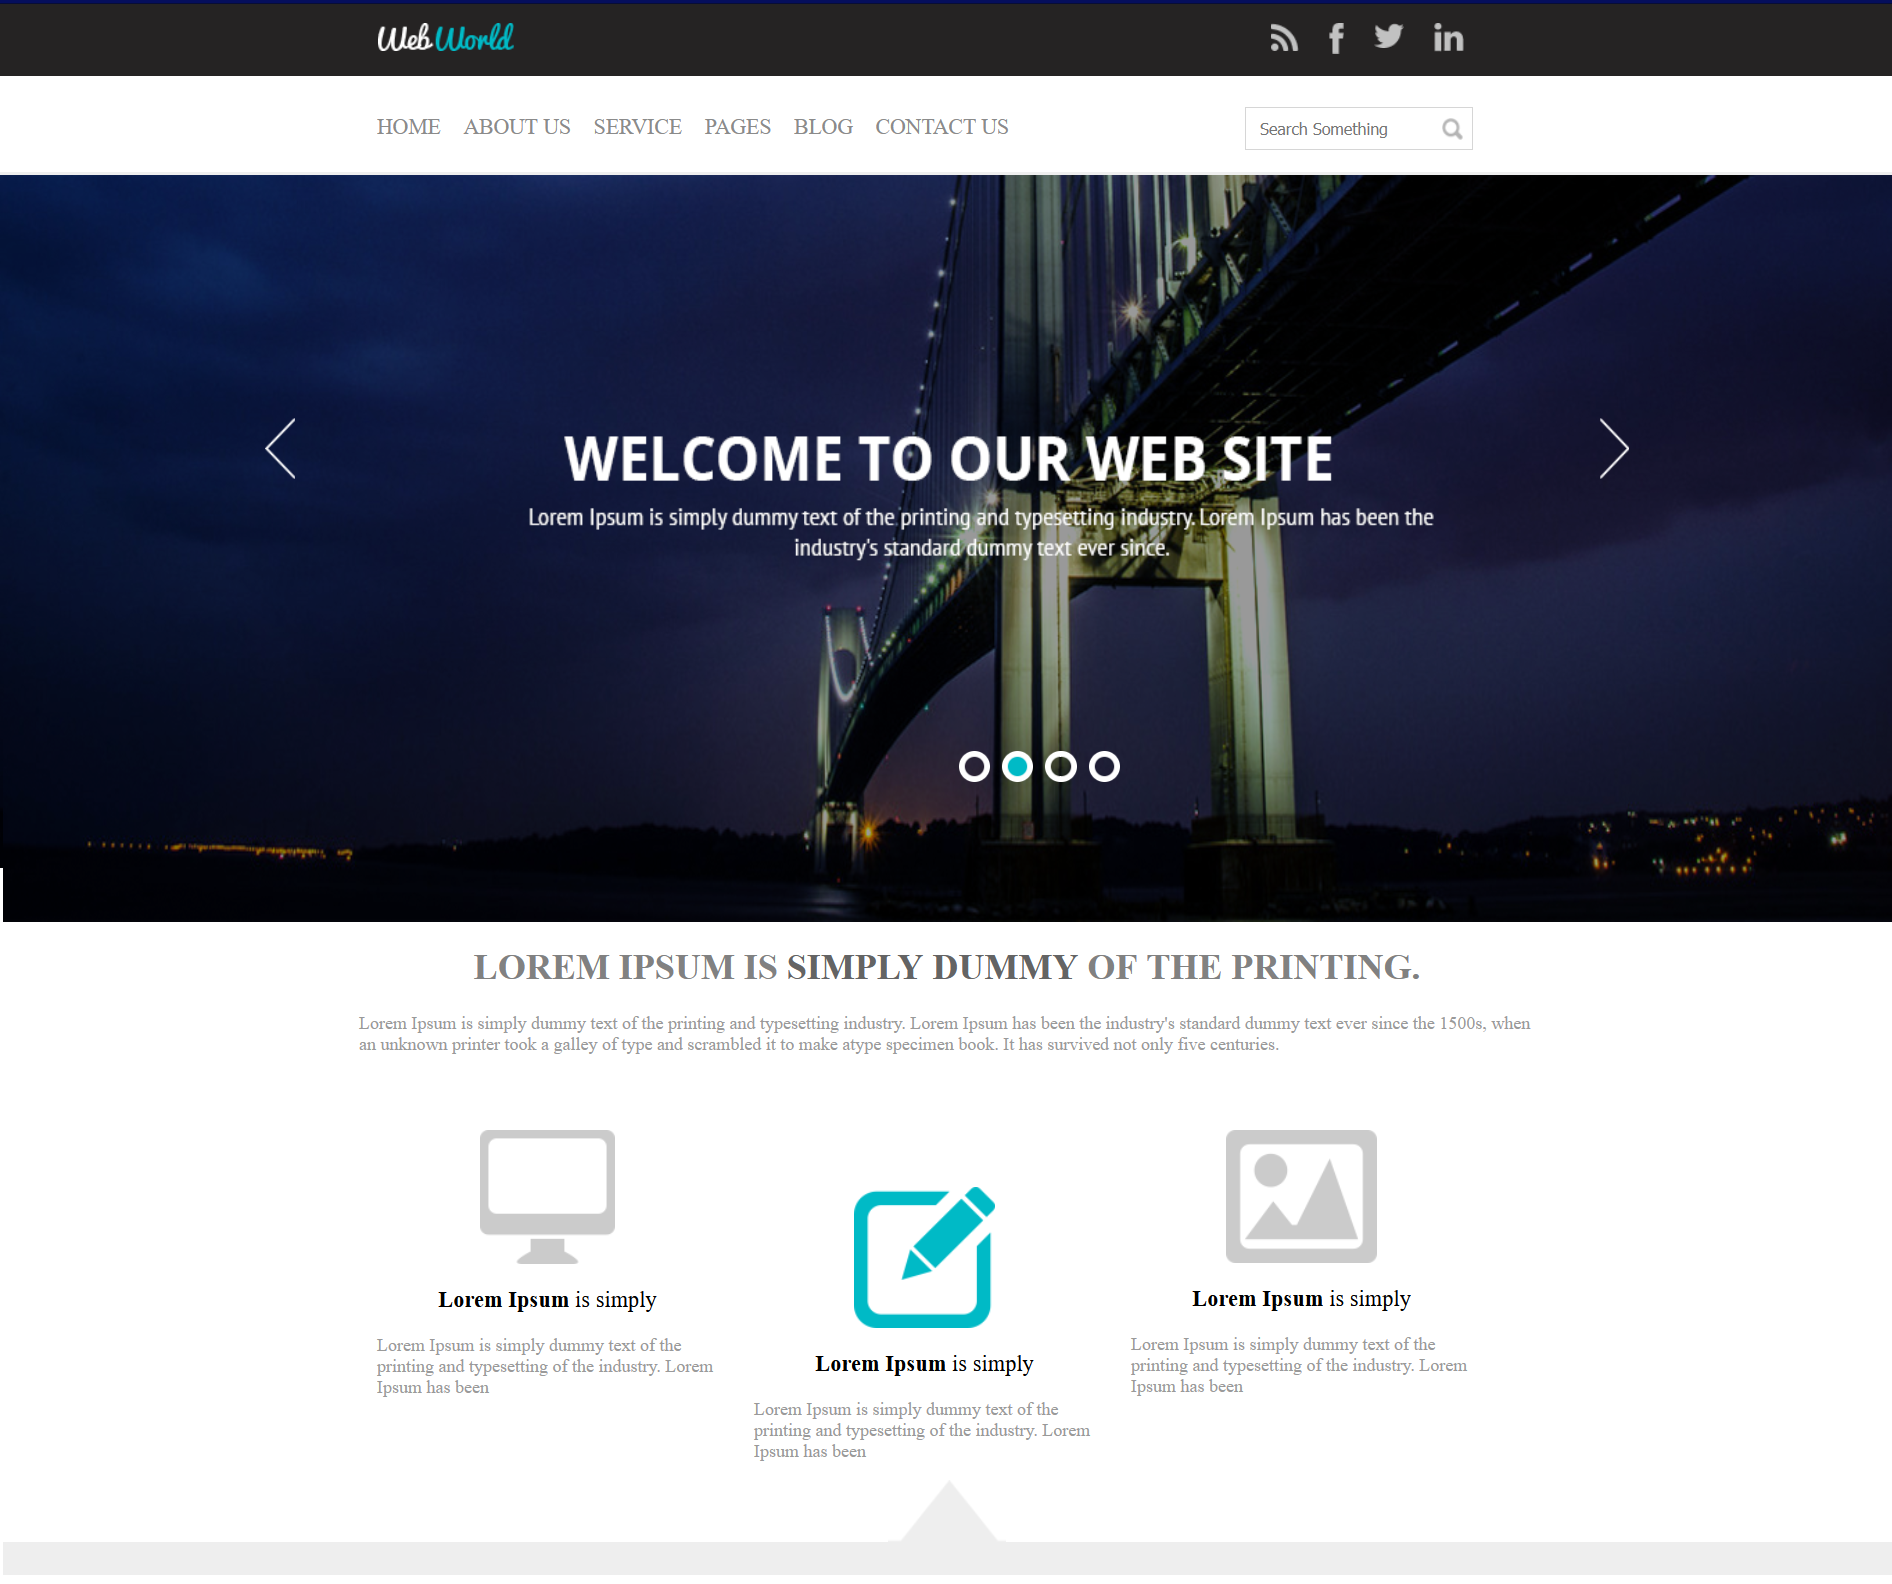 Web World
HOME ABOUT US SERVICE PAGES BLOG CONTACT US
Search Something
WELCOME TO OUR WEB SITE
Lorem Ipsum is simply dummy text of the printing and typesetting industry. Lorem Ipsum has been the
industry's standard dummy text ever since.
LOREM IPSUM IS SIMPLY DUMMY OF THE PRINTING.
Lorem Ipsum is simply dummy text of the printing and typesetting industry. Lorem Ipsum has been the industry's standard dummy text ever since the 1500s, when
an unknown printer took a galley of type and scrambled it to make atype specimen book. It has survived not only five centuries.
Lorem Ipsum is simply
Lorem Ipsum is simply dummy text of the
printing and typesetting of the industry. Lorem
Ipsum has been
Lorem Ipsum is simply
Lorem Ipsum is simply dummy text of the
printing and typesetting of the industry. Lorem
Ipsum has been
Lorem Ipsum is simply
Lorem Ipsum is simply dummy text of the
printing and typesetting of the industry. Lorem
Ipsum has been